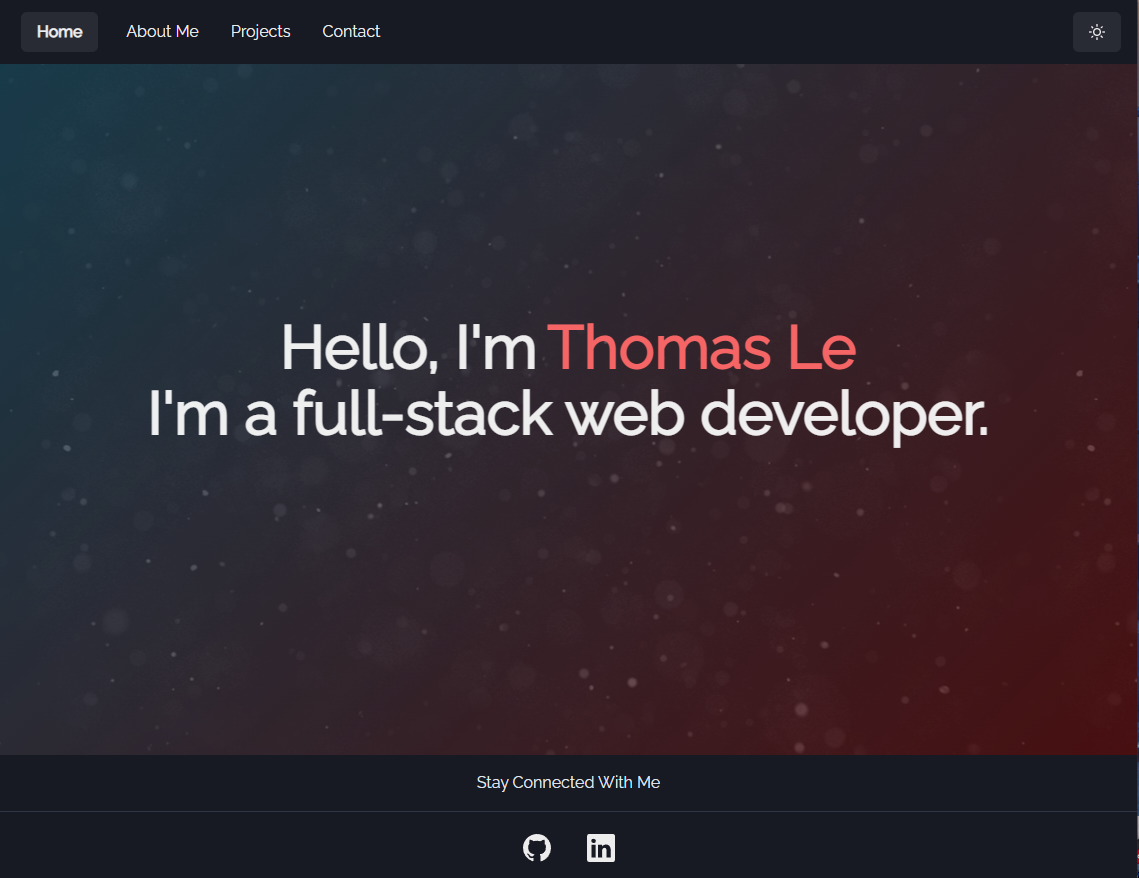 Home About Me Projects Contact
Hello, I'm Thomas Le
I'm a full-stack web developer.
Stay Connected With Me
in